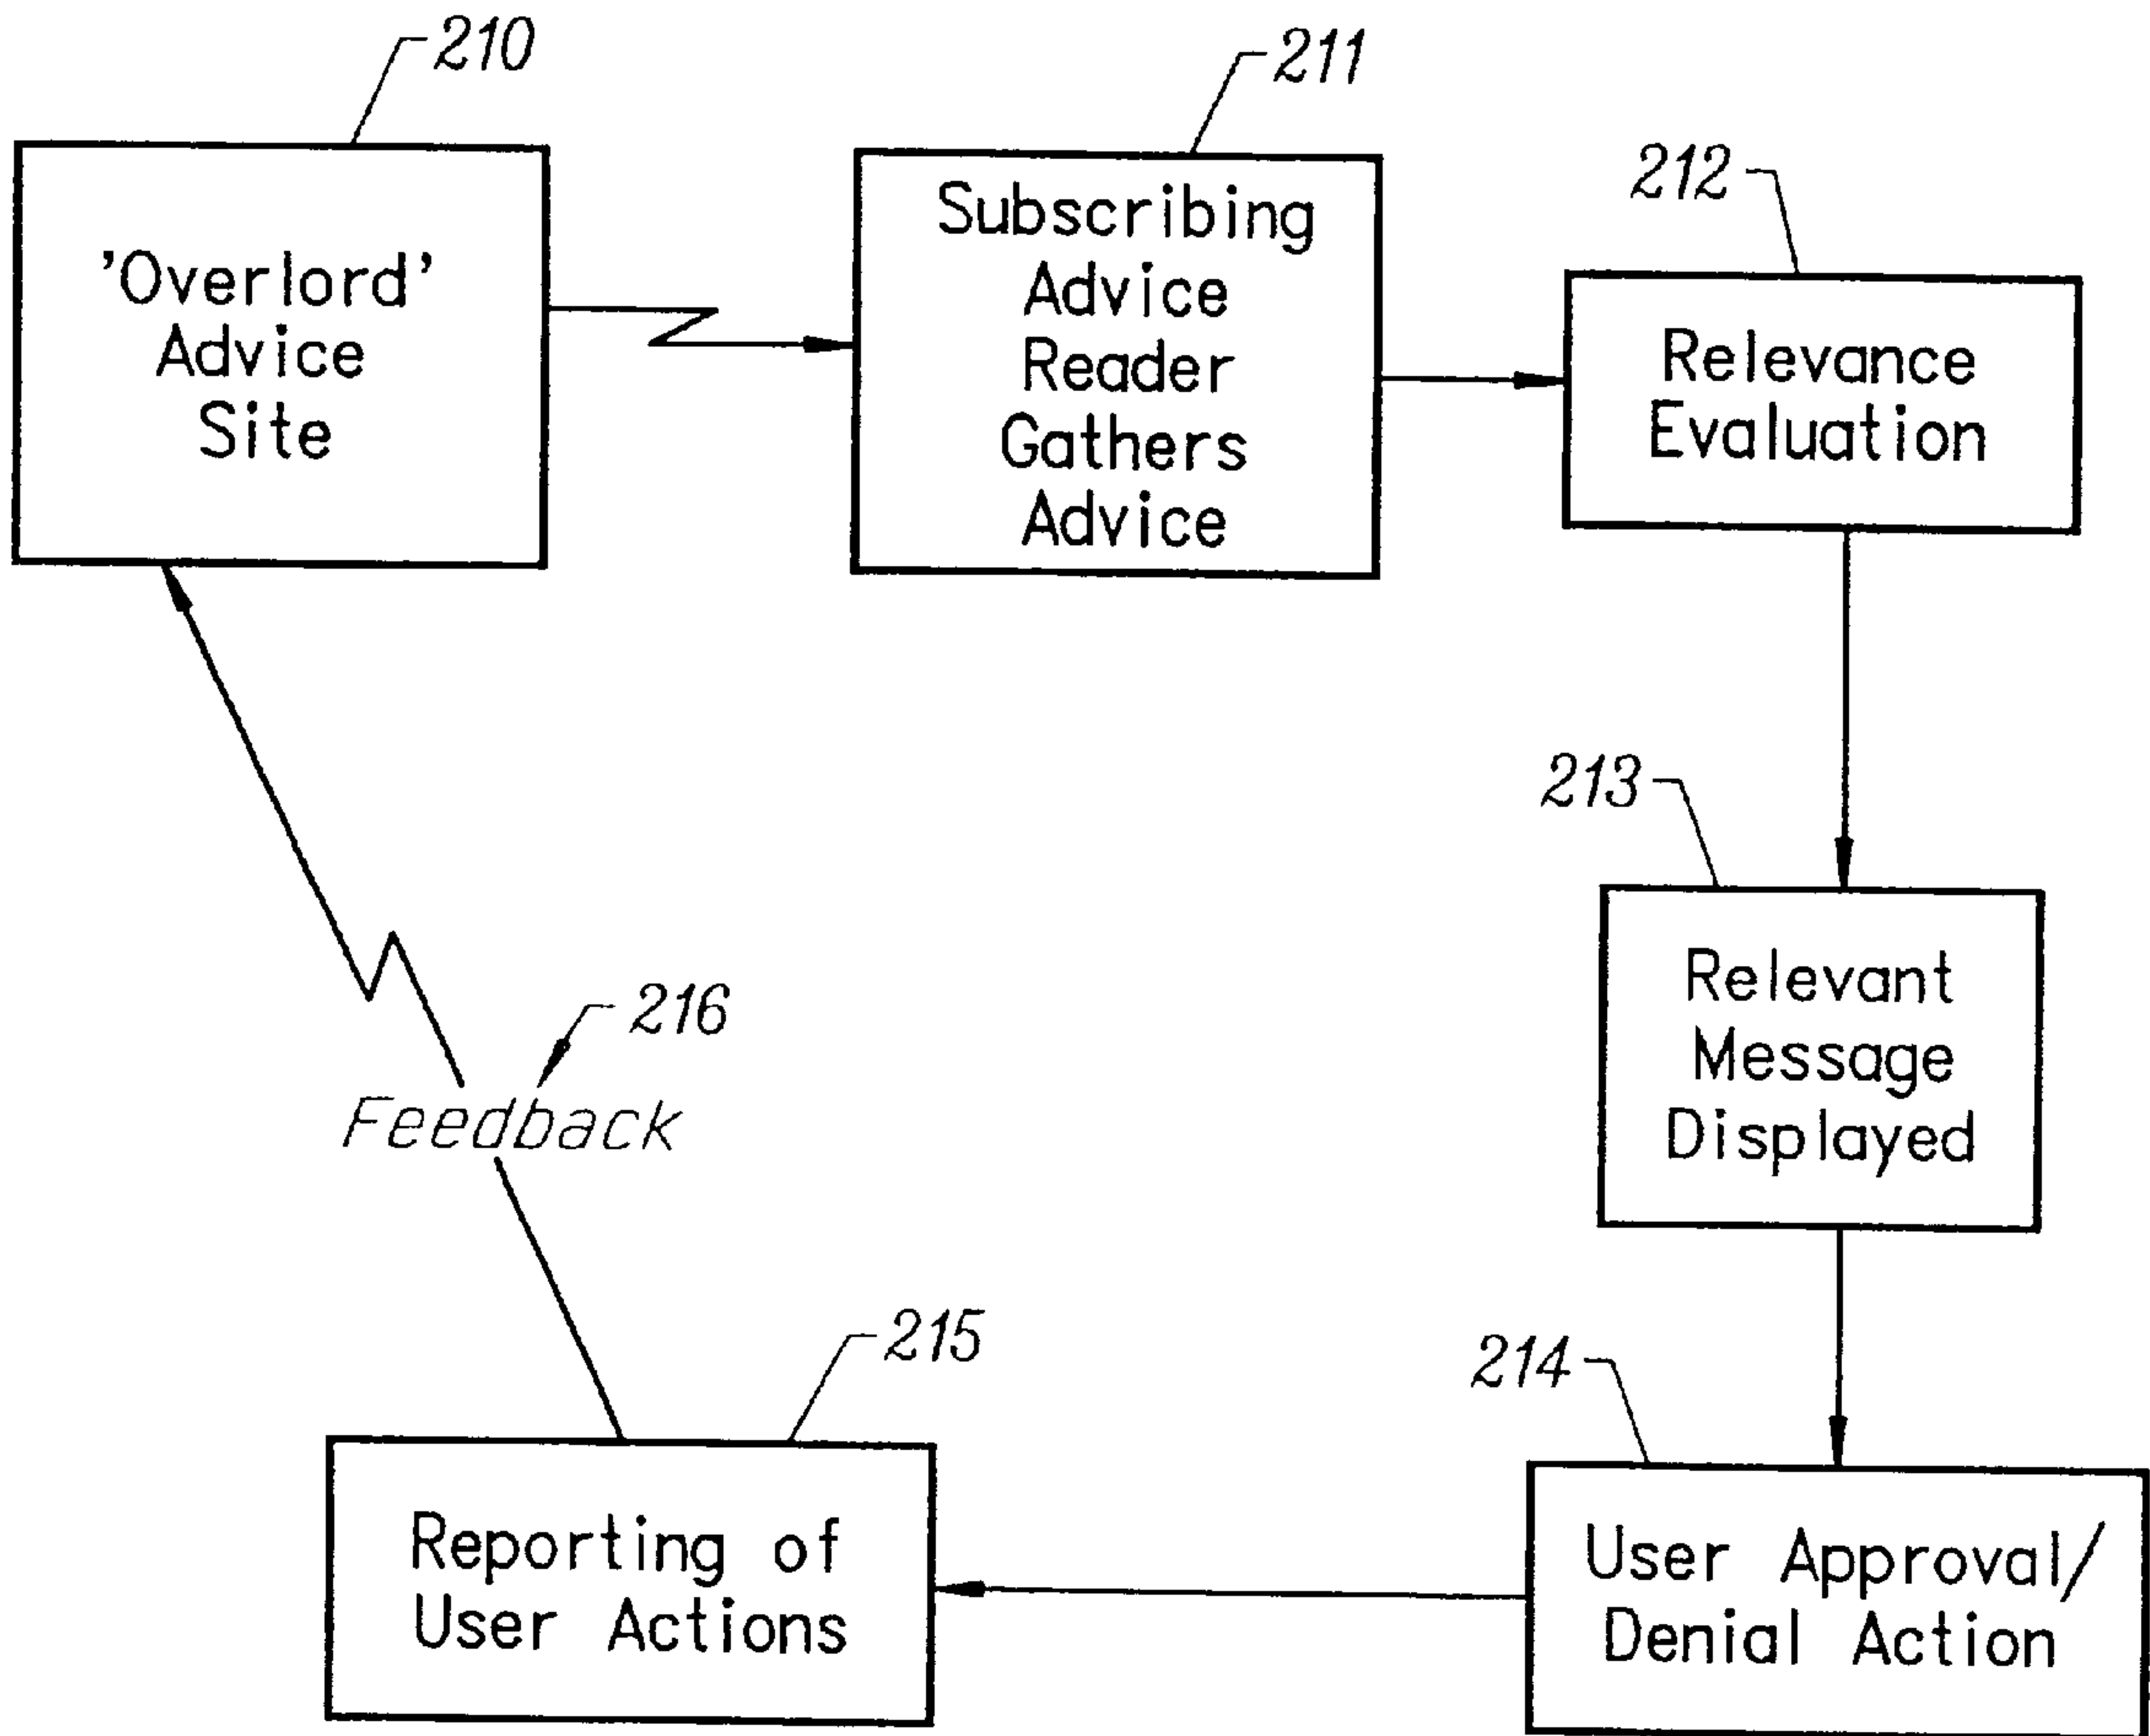 210
'Overlord'
Advice
Site
211
Subscribing
Advice
Reader
Gathers
Advice
212
Relevance
Evaluation
213
Relevant
Message
Displayed
214
User Approval/
Denial Action
215
Reporting of
User Actions
216
Feedback